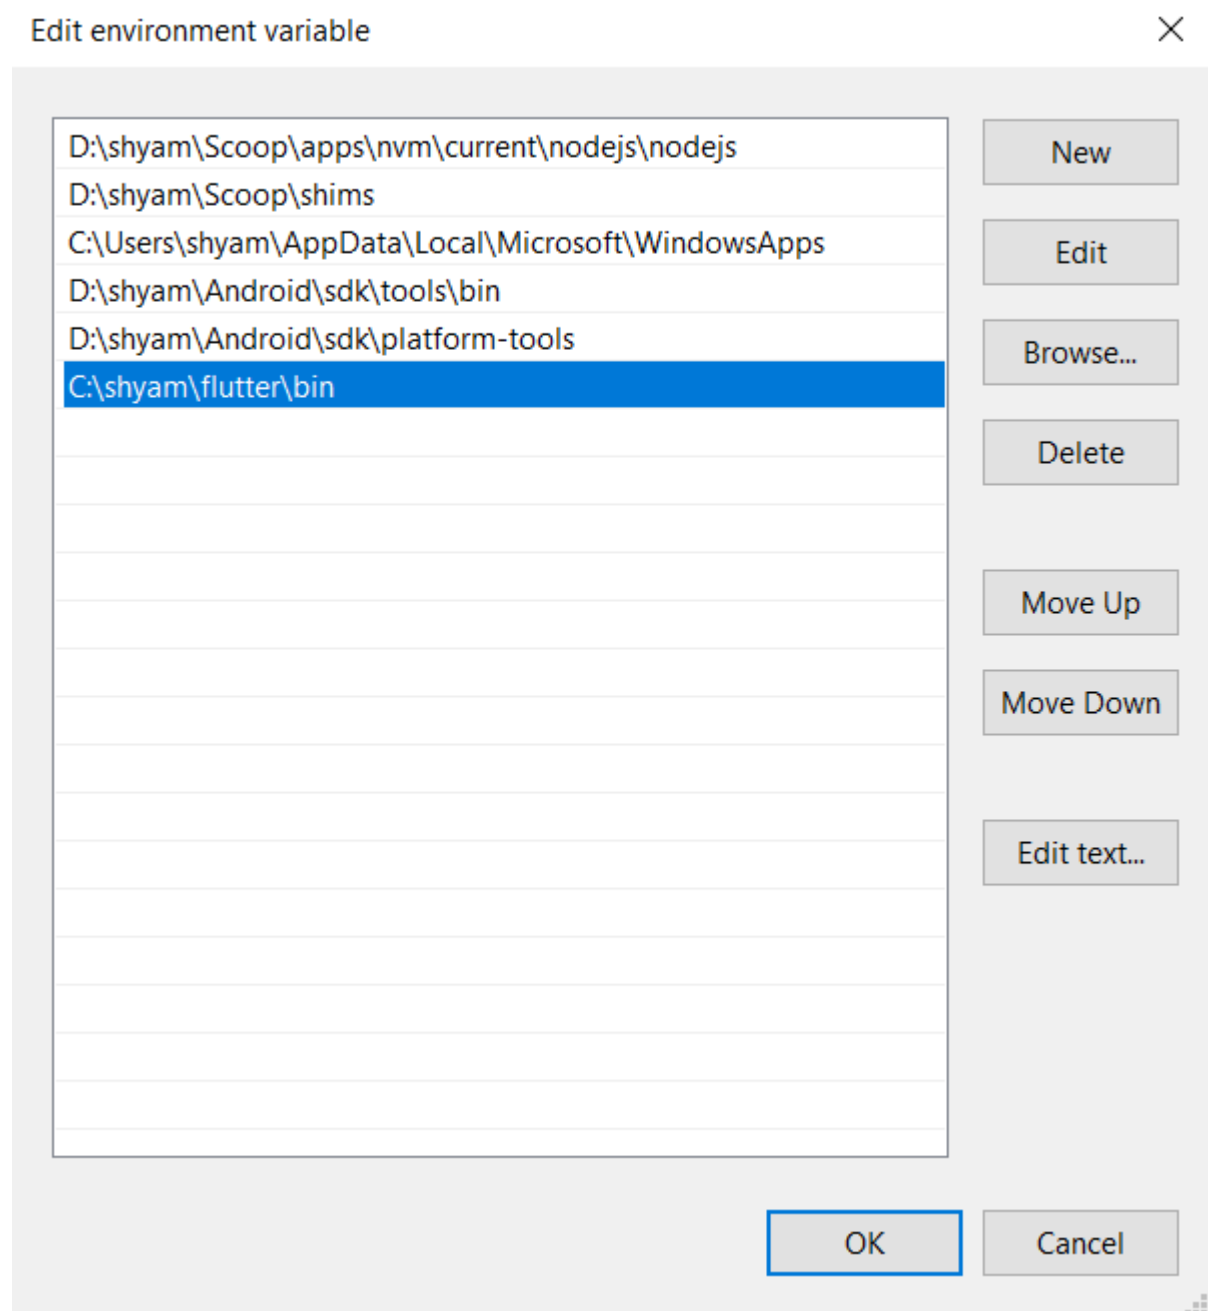 Edit environment variable
D:\shyam\Scoop\apps\nvm\current\nodejs\nodejs
D:\shyam\Scoop\shims
C:\Users\shyam\AppData\Local\Microsoft\WindowsApps
D:\shyam\Android\sdk\tools\bin
D:\shyam\Android\sdk\platform-tools
C:\shyam\flutter\bin
New
Edit
Browse...
Delete
Move Up
Move Down
Edit text...
OK
Cancel